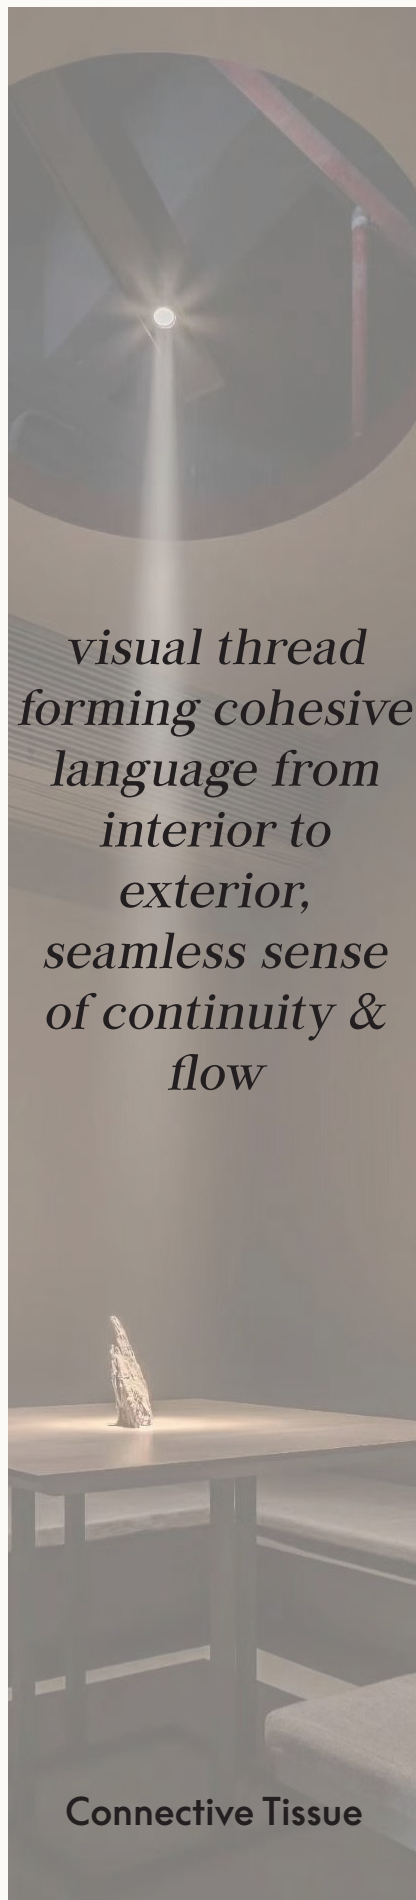 visual thread
forming cohesive
language from
interior to
exterior,
seamless sense
of continuity &
flow
Connective Tissue